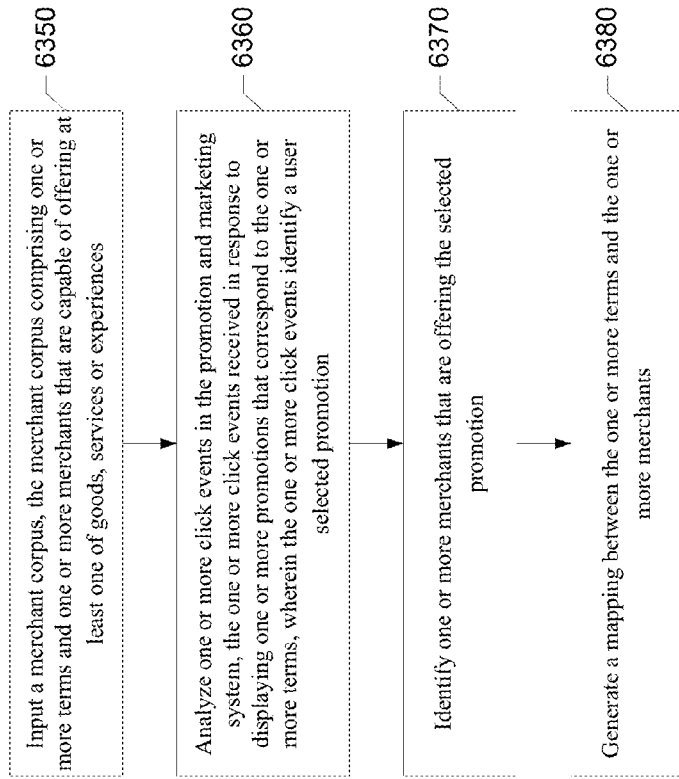 Input a merchant corpus, the merchant corpus comprising one or
more terms and one or more merchants that are capable of offering at
least one of goods, services or experiences
6350
Analyze one or more click events in the promotion and marketing
system, the one or more click events received in response to
displaying one or more promotions that correspond to the one or
more terms, wherein the one or more click events identify a user
selected promotion
6360
Identify one or more merchants that are offering the selected
promotion
6370
Generate a mapping between the one or more terms and the one or
more merchants
6380